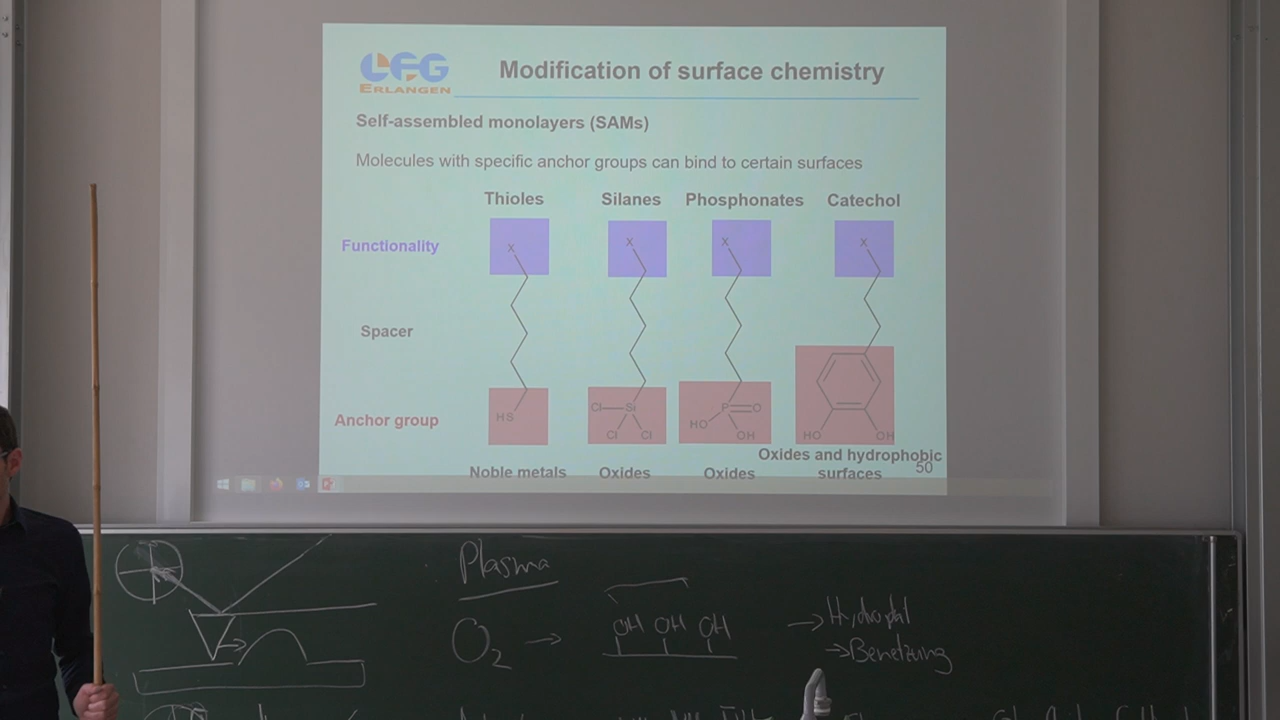 LFG
ERLANGEN
Modification of surface chemistry
Self-assembled monolayers (SAMs)
Molecules with specific anchor groups can bind to certain surfaces
Thioles Silanes Phosphonates Catechol
Functionality X X X X
Spacer
Anchor group HS Cl Si Cl Cl P O HO OH HO OH
Noble metals Oxides Oxides Oxides and hydrophobic surfaces
50
Plasma
O2 → OH OH OH → Hydrophil
→ Benetzung